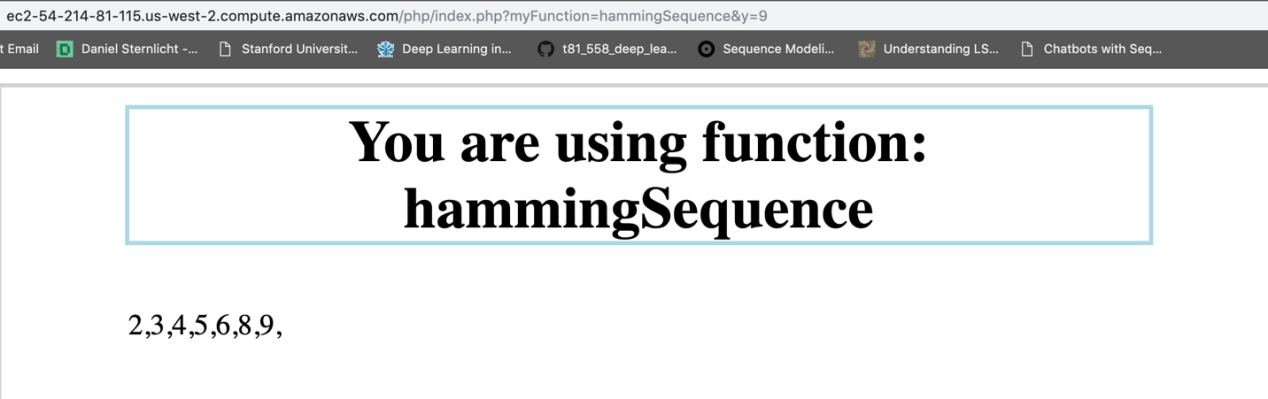 ec2-54-214-81-115.us-west-2.compute.amazonaws.com/php/index.php?myFunction=hammingSequence&y=9
t Email Daniel Sternlicht -... Stanford Universit... Deep Learning in... t81_558_deep_lea... Sequence Modeli... Understanding LS... Chatbots with Seq...
You are using function:
hammingSequence
2,3,4,5,6,8,9,